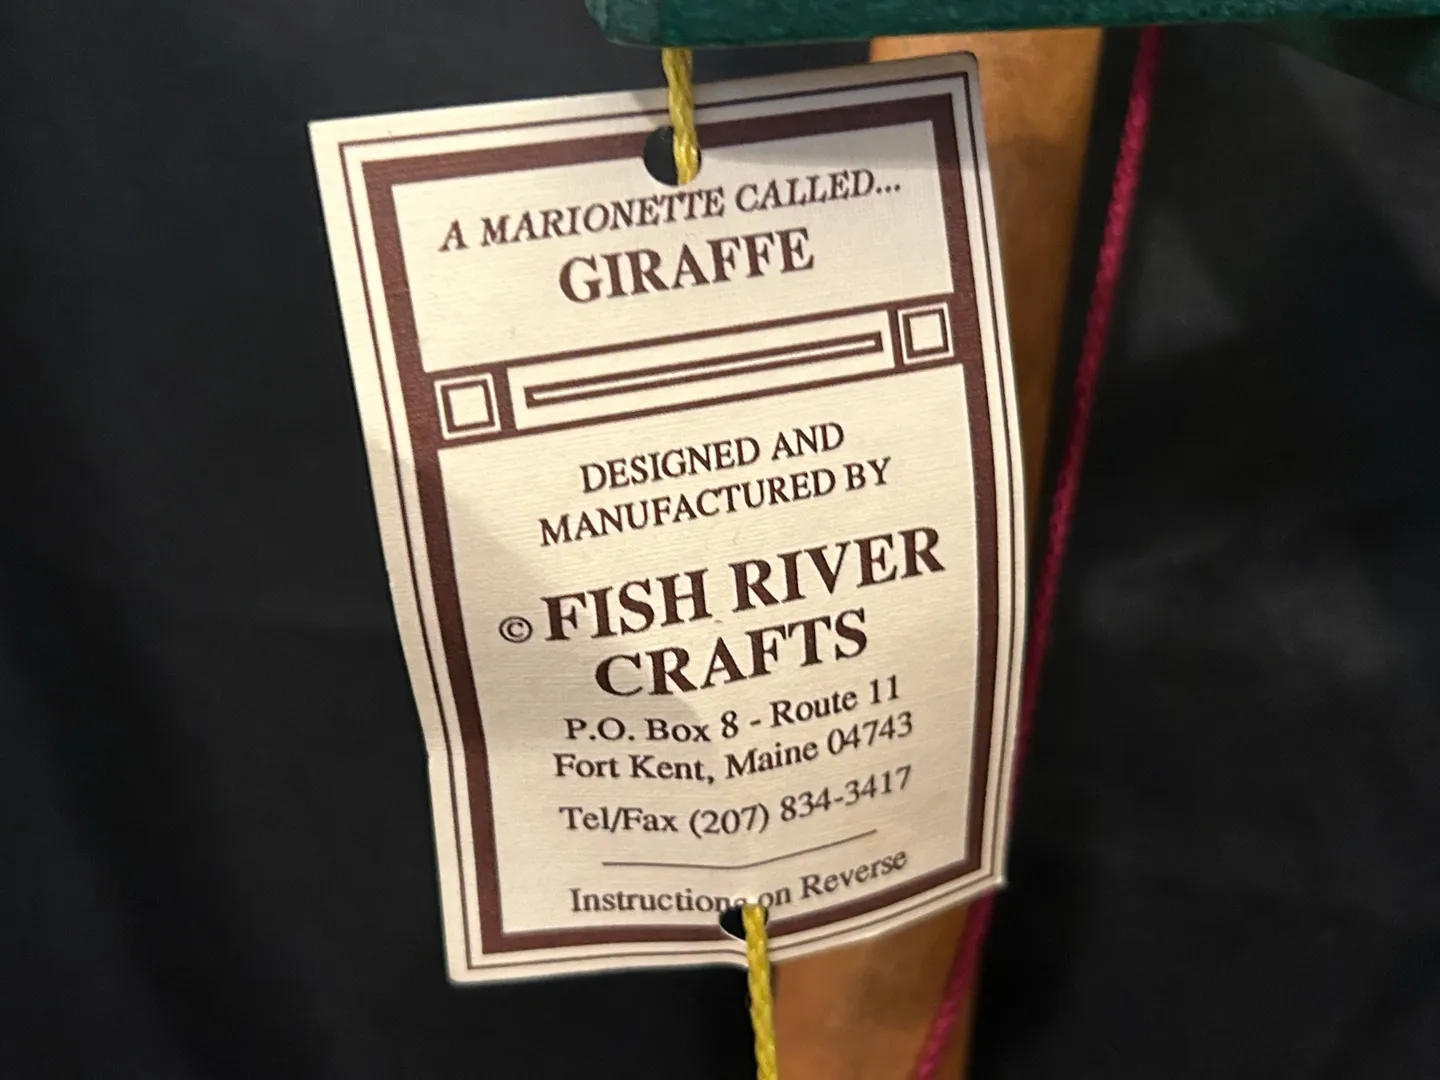 A MARIONETTE CALLED...
GIRAFFE
DESIGNED AND
MANUFACTURED BY
© FISH RIVER
CRAFTS
P.O. Box 8 - Route 11
Fort Kent, Maine 04743
Tel/Fax (207) 834-3417
Instructions on Reverse